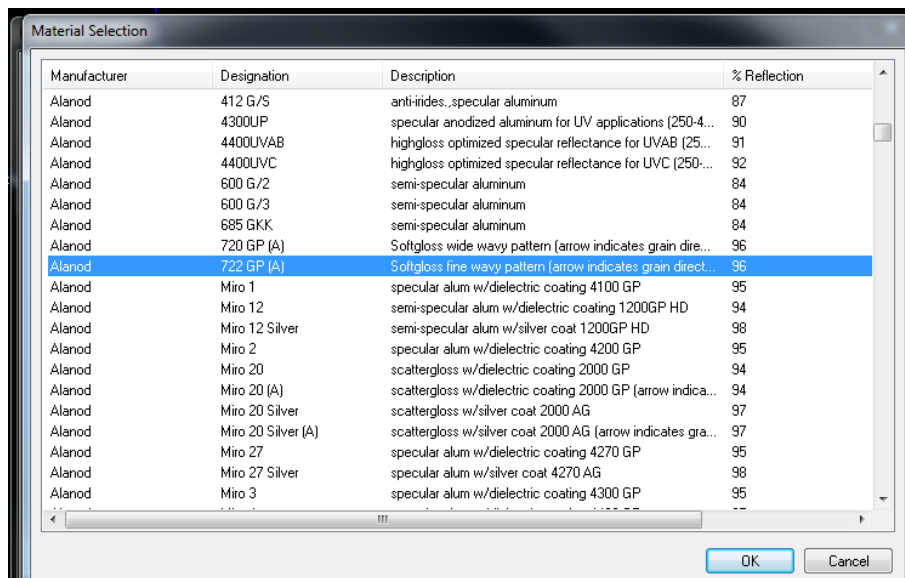 Material Selection
Manufacturer Designation Description % Reflection
Alanod 412 G/S anti-irides.,specular aluminum 87
Alanod 4300UP specular anodized aluminum for UV applications (250-4... 90
Alanod 4400UVAB highgloss optimized specular reflectance for UVAB (25... 91
Alanod 4400UVC highgloss optimized specular reflectance for UVC (250-... 92
Alanod 600 G/2 semi-specular aluminum 84
Alanod 600 G/3 semi-specular aluminum 84
Alanod 685 GKK semi-specular aluminum 84
Alanod 720 GP (A) Softgloss wide wavy pattern (arrow indicates grain dire... 96
Alanod 722 GP (A) Softgloss fine wavy pattern (arrow indicates grain direct... 96
Alanod Miro 1 specular alum w/dielectric coating 4100 GP 95
Alanod Miro 12 semi-specular alum w/dielectric coating 1200GP HD 94
Alanod Miro 12 Silver semi-specular alum w/silver coat 1200GP HD 98
Alanod Miro 2 specular alum w/dielectric coating 4200 GP 95
Alanod Miro 20 scattergloss w/dielectric coating 2000 GP 94
Alanod Miro 20 (A) scattergloss w/dielectric coating 2000 GP (arrow indica... 94
Alanod Miro 20 Silver scattergloss w/silver coat 2000 AG 97
Alanod Miro 20 Silver (A) scattergloss w/silver coat 2000 AG (arrow indicates gra... 97
Alanod Miro 27 specular alum w/dielectric coating 4270 GP 95
Alanod Miro 27 Silver specular alum w/silver coat 4270 AG 98
Alanod Miro 3 specular alum w/dielectric coating 4300 GP 95
OK Cancel